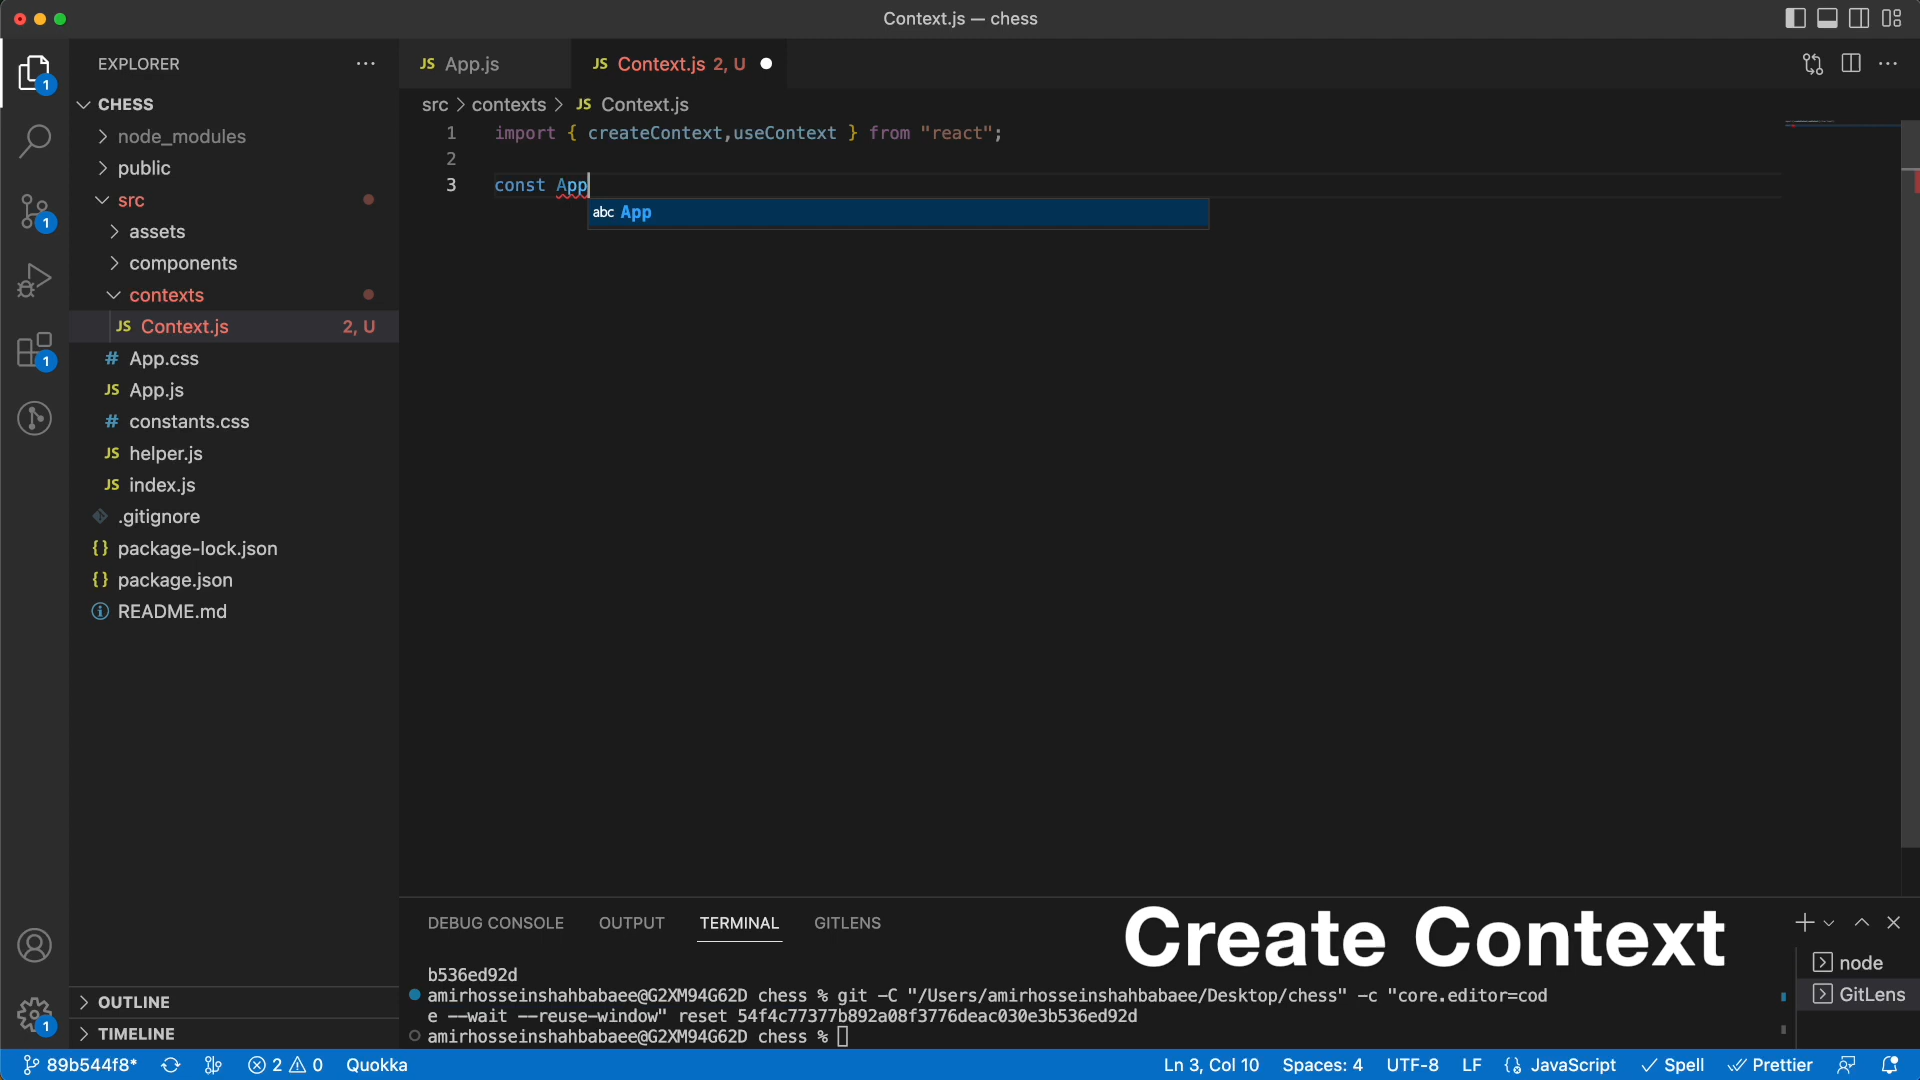 Context.js — chess
EXPLORER
CHESS
node_modules
public
src
assets
components
contexts
JS Context.js 2, U
# App.css
JS App.js
# constants.css
JS helper.js
JS index.js
.gitignore
{} package-lock.json
{} package.json
README.md
OUTLINE
TIMELINE
1
1
1
1
JS App.js
JS Context.js 2, U
src > contexts > JS Context.js
1 import { createContext,useContext } from "react";
2
3 const App
abc App
DEBUG CONSOLE OUTPUT TERMINAL GITLENS
Create Context
b536ed92d
amirhosseinshahbabaee@G2XM94G62D chess % git -C "/Users/amirhosseinshahbabaee/Desktop/chess" -c "core.editor=cod
e --wait --reuse-window" reset 54f4c77377b892a08f3776deac030e3b536ed92d
amirhosseinshahbabaee@G2XM94G62D chess %
node
GitLens
89b544f8* 2 0 Quokka Ln 3, Col 10 Spaces: 4 UTF-8 LF {} JavaScript Spell Prettier